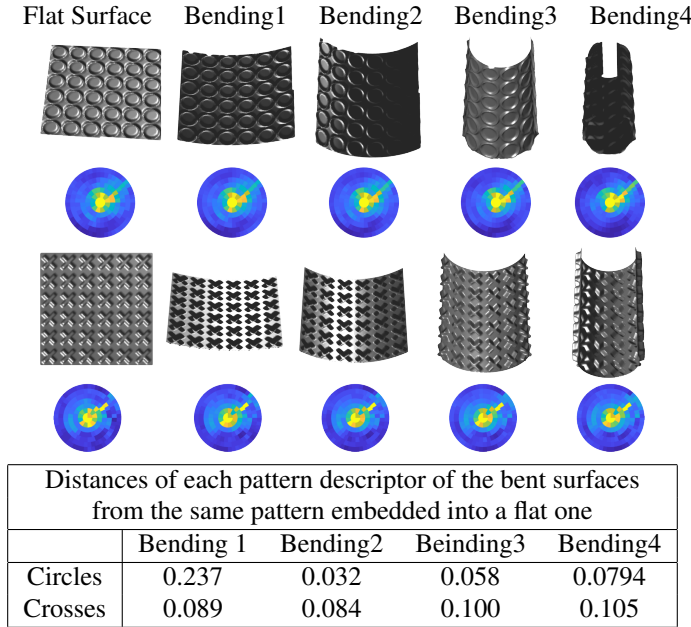 Flat Surface Bending1 Bending2 Bending3 Bending4
Distances of each pattern descriptor of the bent surfaces
from the same pattern embedded into a flat one
Bending 1 Bending2 Beinding3 Bending4
Circles 0.237 0.032 0.058 0.0794
Crosses 0.089 0.084 0.100 0.105